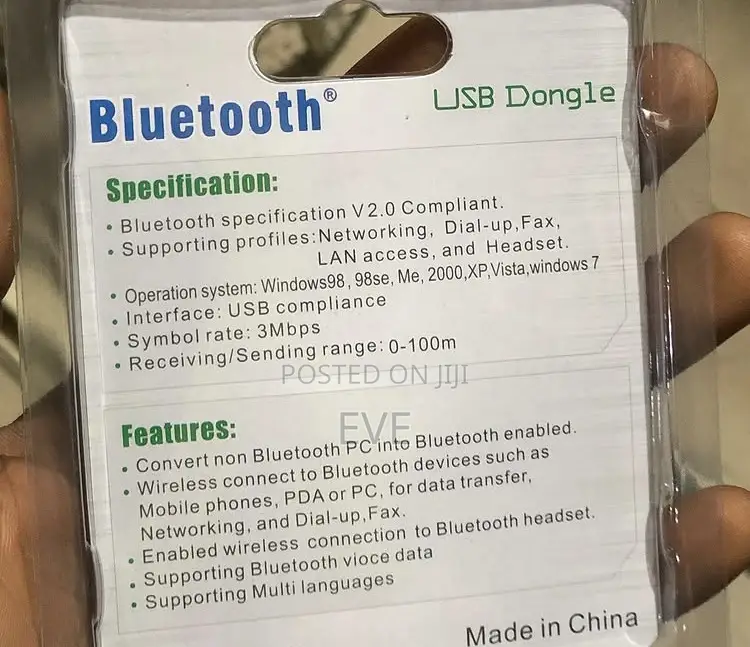 Bluetooth®
USB Dongle
Specification:
• Bluetooth specification V2.0 Compliant.
• Supporting profiles:Networking, Dial-up,Fax,
LAN access, and Headset.
• Operation system: Windows98, 98se, Me, 2000,XP,Vista,windows 7
• Interface: USB compliance
• Symbol rate: 3Mbps
• Receiving/Sending range: 0-100m
POSTED ON JIJI
EVE
Features:
• Convert non Bluetooth PC into Bluetooth enabled.
• Wireless connect to Bluetooth devices such as
Mobile phones, PDA or PC, for data transfer,
Networking, and Dial-up,Fax.
• Enabled wireless connection to Bluetooth headset.
• Supporting Bluetooth vioce data
• Supporting Multi languages
Made in China